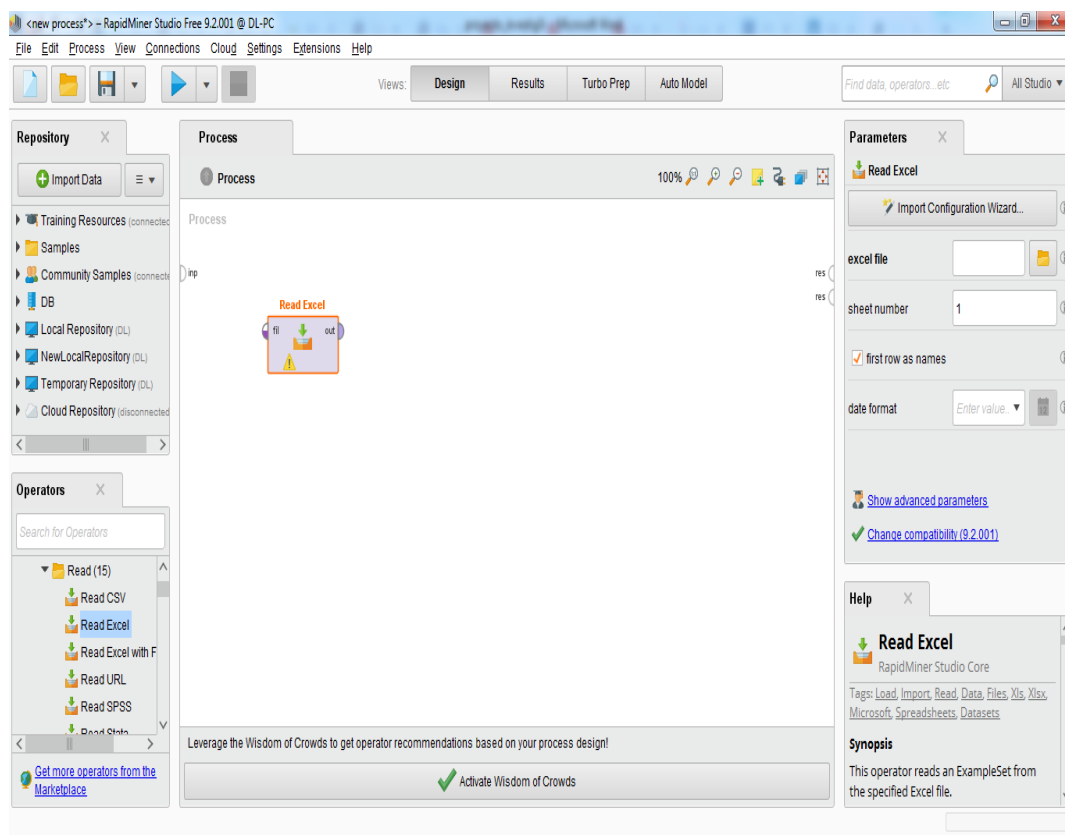 <new process*> – RapidMiner Studio Free 9.2.001 @ DL-PC
File Edit Process View Connections Cloud Settings Extensions Help
Views: Design Results Turbo Prep Auto Model
Find data, operators...etc
All Studio
Repository
Import Data
Training Resources (connected
Samples
Community Samples (connecte
DB
Local Repository (DL)
NewLocalRepository (DL)
Temporary Repository (DL)
Cloud Repository (disconnected
Operators
Search for Operators
Read (15)
Read CSV
Read Excel
Read Excel with F
Read URL
Read SPSS
Read Stata
Get more operators from the
Marketplace
Process
Process
100%
Process
inp
res
res
Read Excel
fil out
Leverage the Wisdom of Crowds to get operator recommendations based on your process design!
Activate Wisdom of Crowds
Parameters
Read Excel
Import Configuration Wizard...
excel file
sheet number 1
first row as names
date format Enter value..
12
Show advanced parameters
Change compatibility (9.2.001)
Help
Read Excel
RapidMiner Studio Core
Tags: Load, Import, Read, Data, Files, Xls, Xlsx,
Microsoft, Spreadsheets, Datasets
Synopsis
This operator reads an ExampleSet from
the specified Excel file.